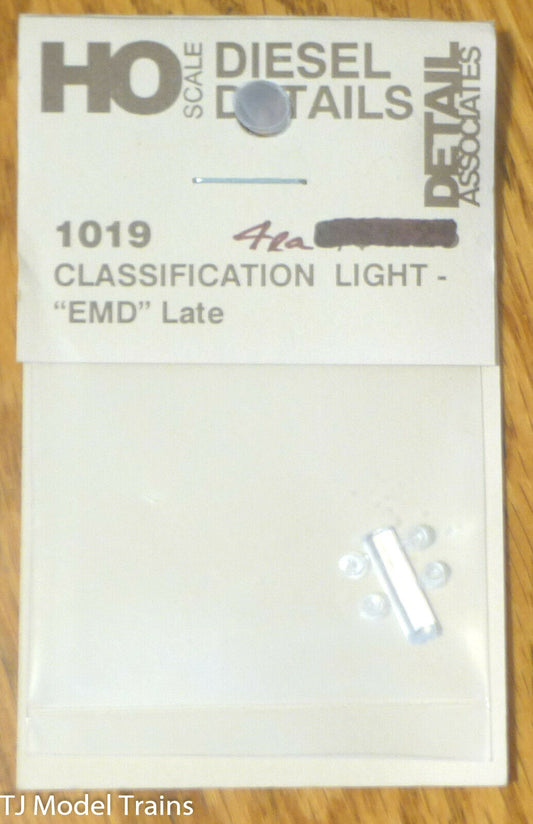 HO SCALE DIESEL DETAILS DETAIL ASSOCIATES
1019 4ea
CLASSIFICATION LIGHT -
“EMD” Late
TJ Model Trains